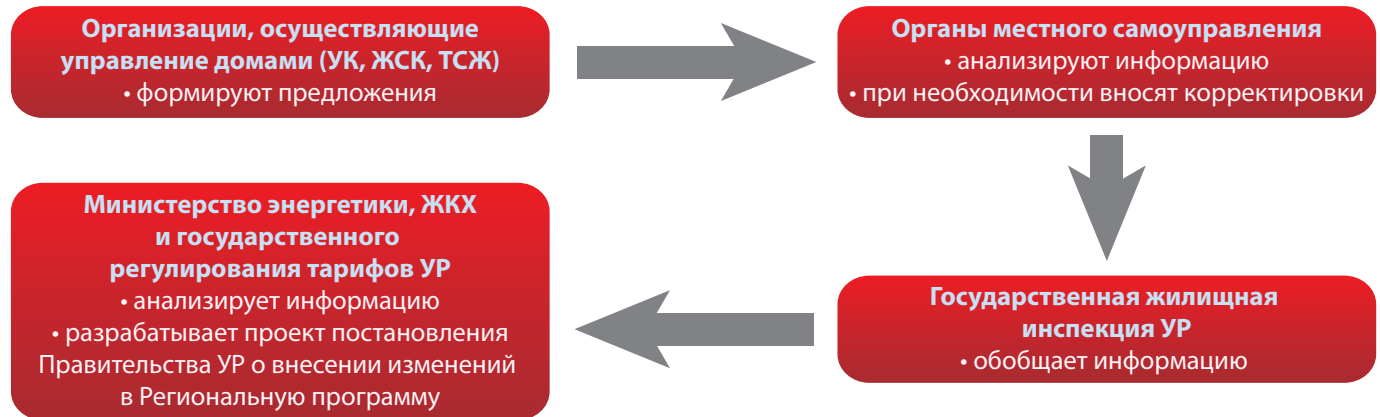 Организации, осуществляющие
управление домами (УК, ЖСК, ТСЖ)
• формируют предложения
Органы местного самоуправления
• анализируют информацию
• при необходимости вносят корректировки
Государственная жилищная
инспекция УР
• обобщает информацию
Министерство энергетики, ЖКХ
и государственного
регулирования тарифов УР
• анализирует информацию
• разрабатывает проект постановления
Правительства УР о внесении изменений
в Региональную программу